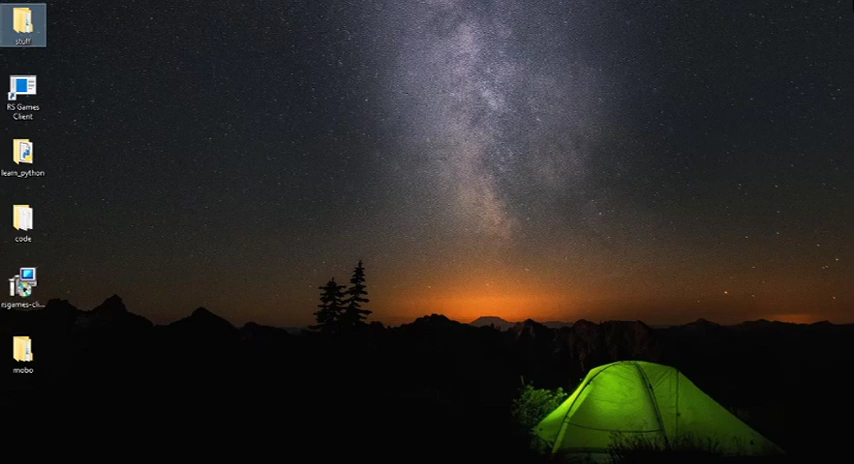 stuff
RS Games
Client
learn_python
code
rsgames-cli...
mobo